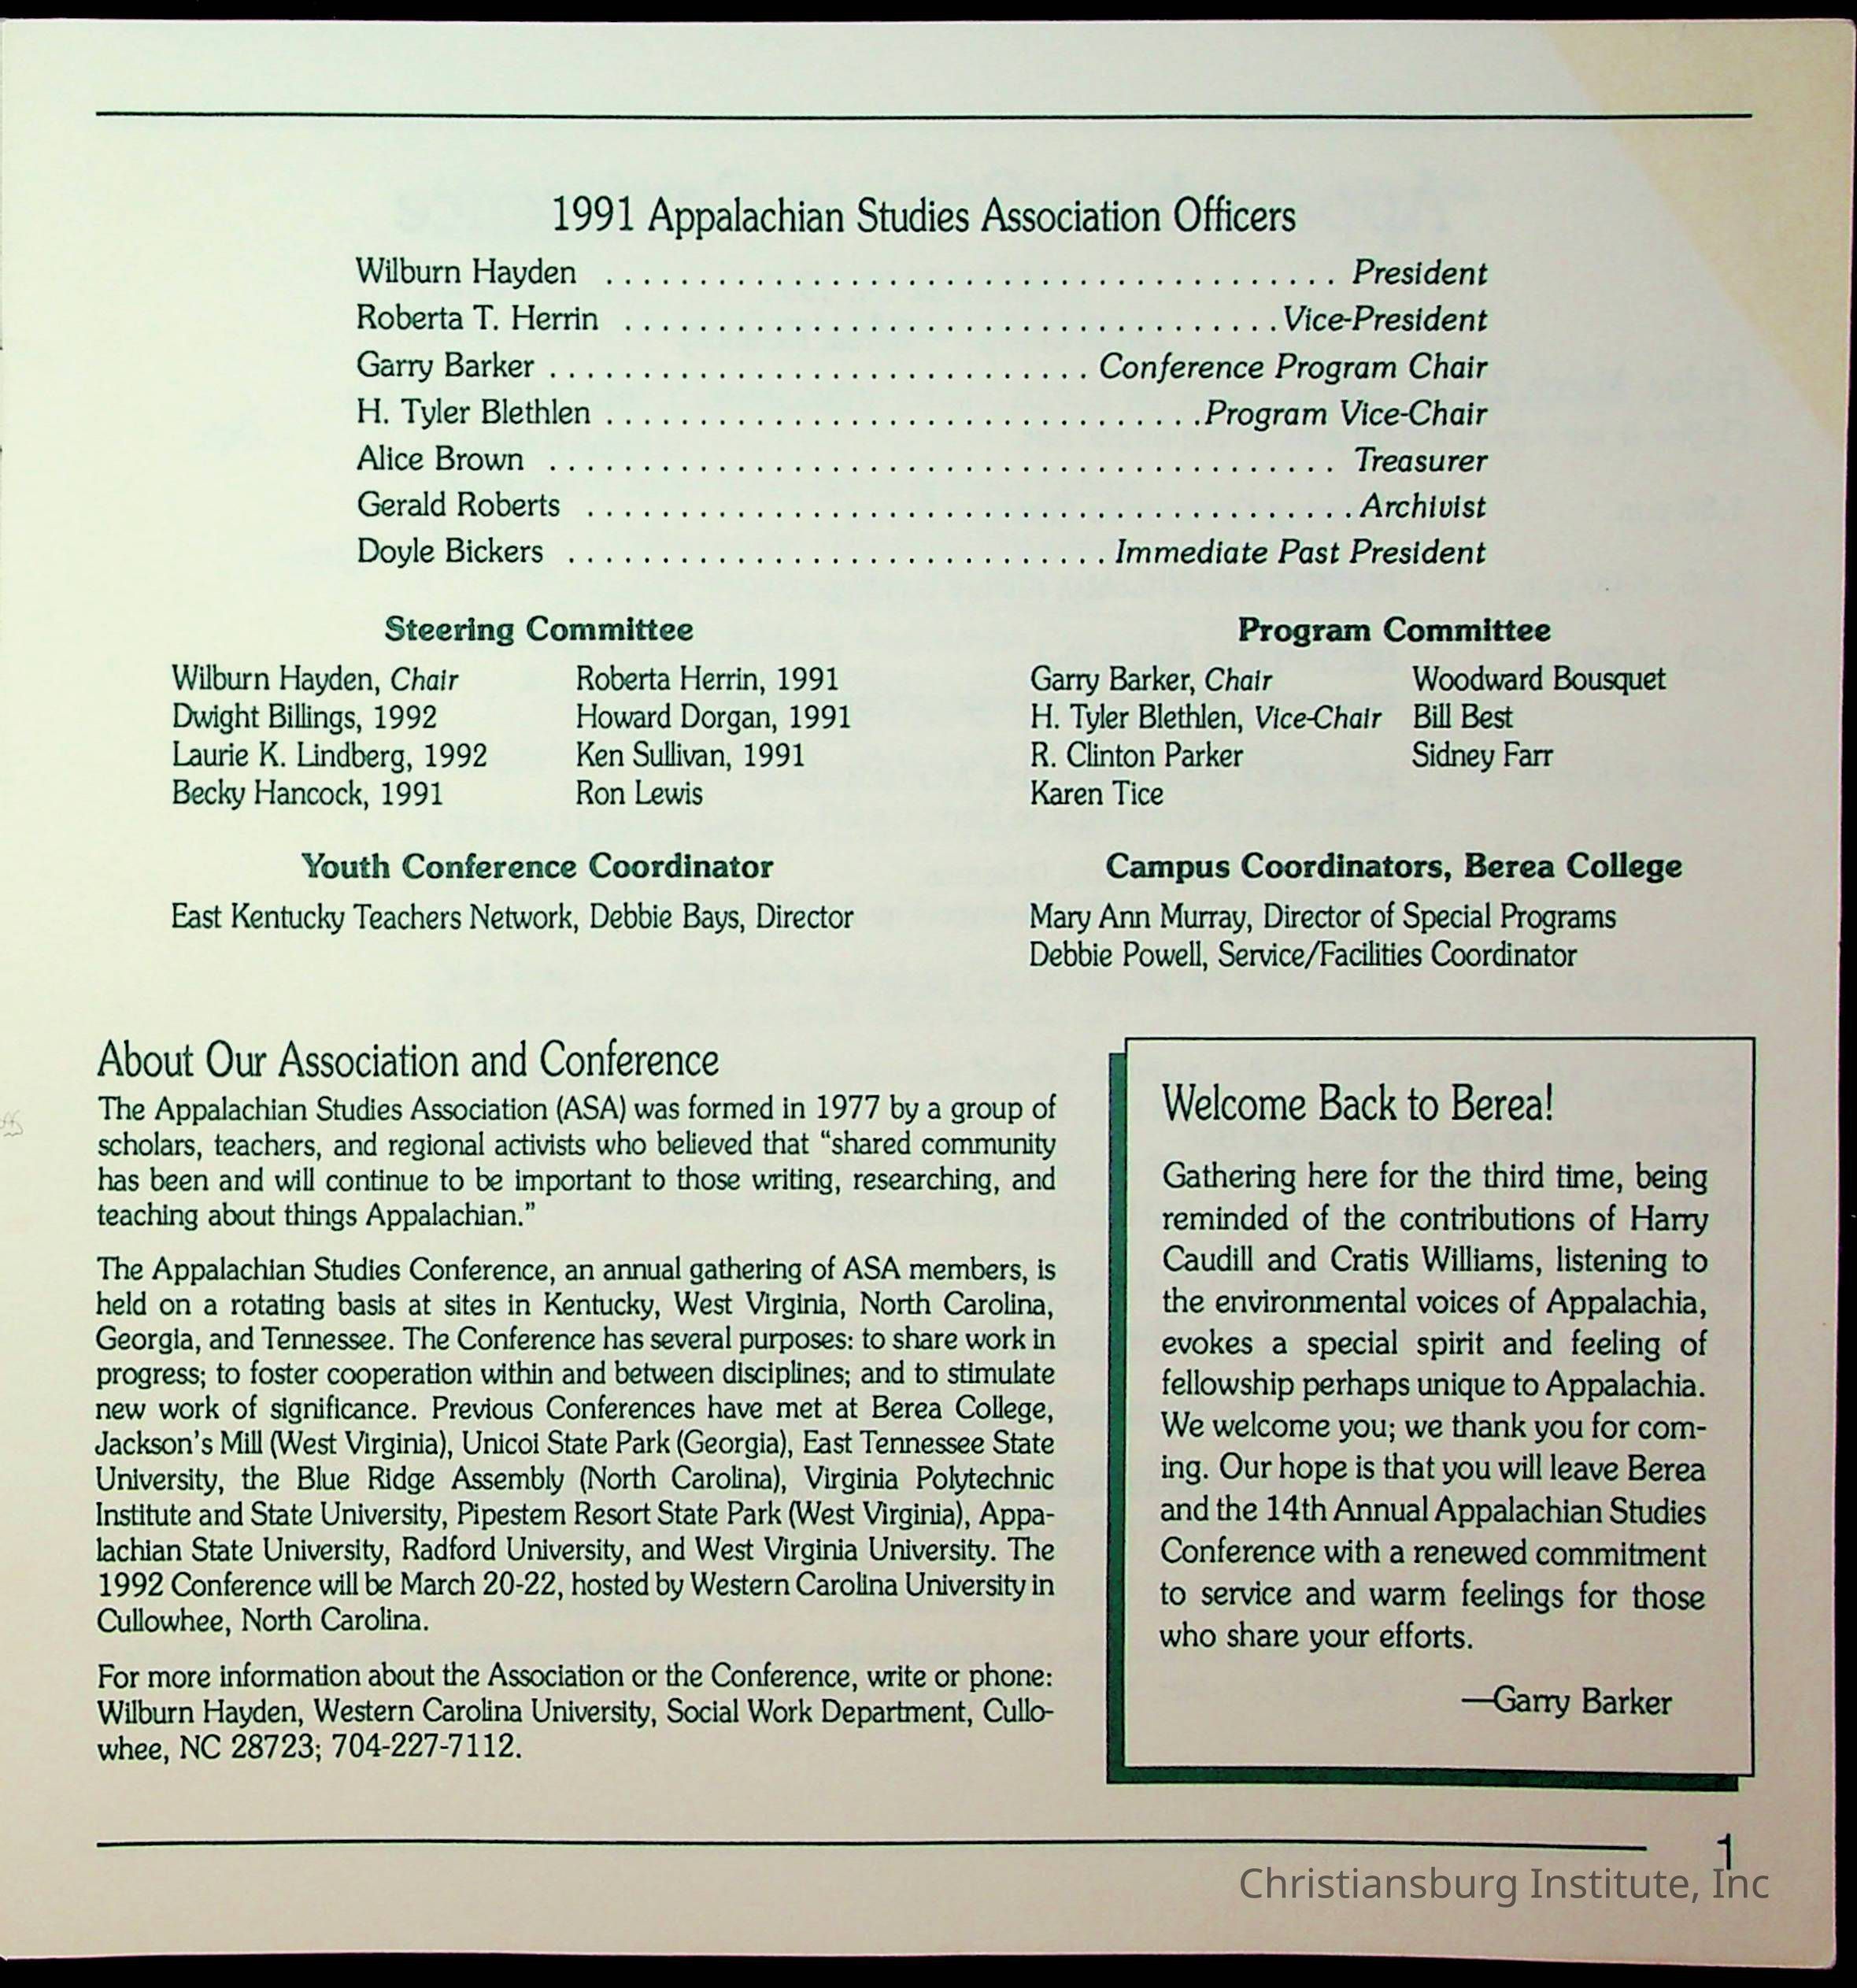 1991 Appalachian Studies Association Officers
Wilburn Hayden ........................................ President
Roberta T. Herrin ................................... Vice-President
Garry Barker ............................. Conference Program Chair
H. Tyler Blethlen ................................ Program Vice-Chair
Alice Brown .......................................... Treasurer
Gerald Roberts ......................................... Archivist
Doyle Bickers ............................. Immediate Past President
Steering Committee
Wilburn Hayden, Chair Roberta Herrin, 1991
Dwight Billings, 1992 Howard Dorgan, 1991
Laurie K. Lindberg, 1992 Ken Sullivan, 1991
Becky Hancock, 1991 Ron Lewis
Program Committee
Garry Barker, Chair Woodward Bousquet
H. Tyler Blethlen, Vice-Chair Bill Best
R. Clinton Parker Sidney Farr
Karen Tice
Youth Conference Coordinator
East Kentucky Teachers Network, Debbie Bays, Director
Campus Coordinators, Berea College
Mary Ann Murray, Director of Special Programs
Debbie Powell, Service/Facilities Coordinator
About Our Association and Conference
The Appalachian Studies Association (ASA) was formed in 1977 by a group of
scholars, teachers, and regional activists who believed that “shared community
has been and will continue to be important to those writing, researching, and
teaching about things Appalachian.”
The Appalachian Studies Conference, an annual gathering of ASA members, is
held on a rotating basis at sites in Kentucky, West Virginia, North Carolina,
Georgia, and Tennessee. The Conference has several purposes: to share work in
progress; to foster cooperation within and between disciplines; and to stimulate
new work of significance. Previous Conferences have met at Berea College,
Jackson's Mill (West Virginia), Unicoi State Park (Georgia), East Tennessee State
University, the Blue Ridge Assembly (North Carolina), Virginia Polytechnic
Institute and State University, Pipestem Resort State Park (West Virginia), Appa-
lachian State University, Radford University, and West Virginia University. The
1992 Conference will be March 20-22, hosted by Western Carolina University in
Cullowhee, North Carolina.
For more information about the Association or the Conference, write or phone:
Wilburn Hayden, Western Carolina University, Social Work Department, Cullo-
whee, NC 28723; 704-227-7112.
Welcome Back to Berea!
Gathering here for the third time, being
reminded of the contributions of Harry
Caudill and Cratis Williams, listening to
the environmental voices of Appalachia,
evokes a special spirit and feeling of
fellowship perhaps unique to Appalachia.
We welcome you; we thank you for com-
ing. Our hope is that you will leave Berea
and the 14th Annual Appalachian Studies
Conference with a renewed commitment
to service and warm feelings for those
who share your efforts.
—Garry Barker
1
Christiansburg Institute, Inc